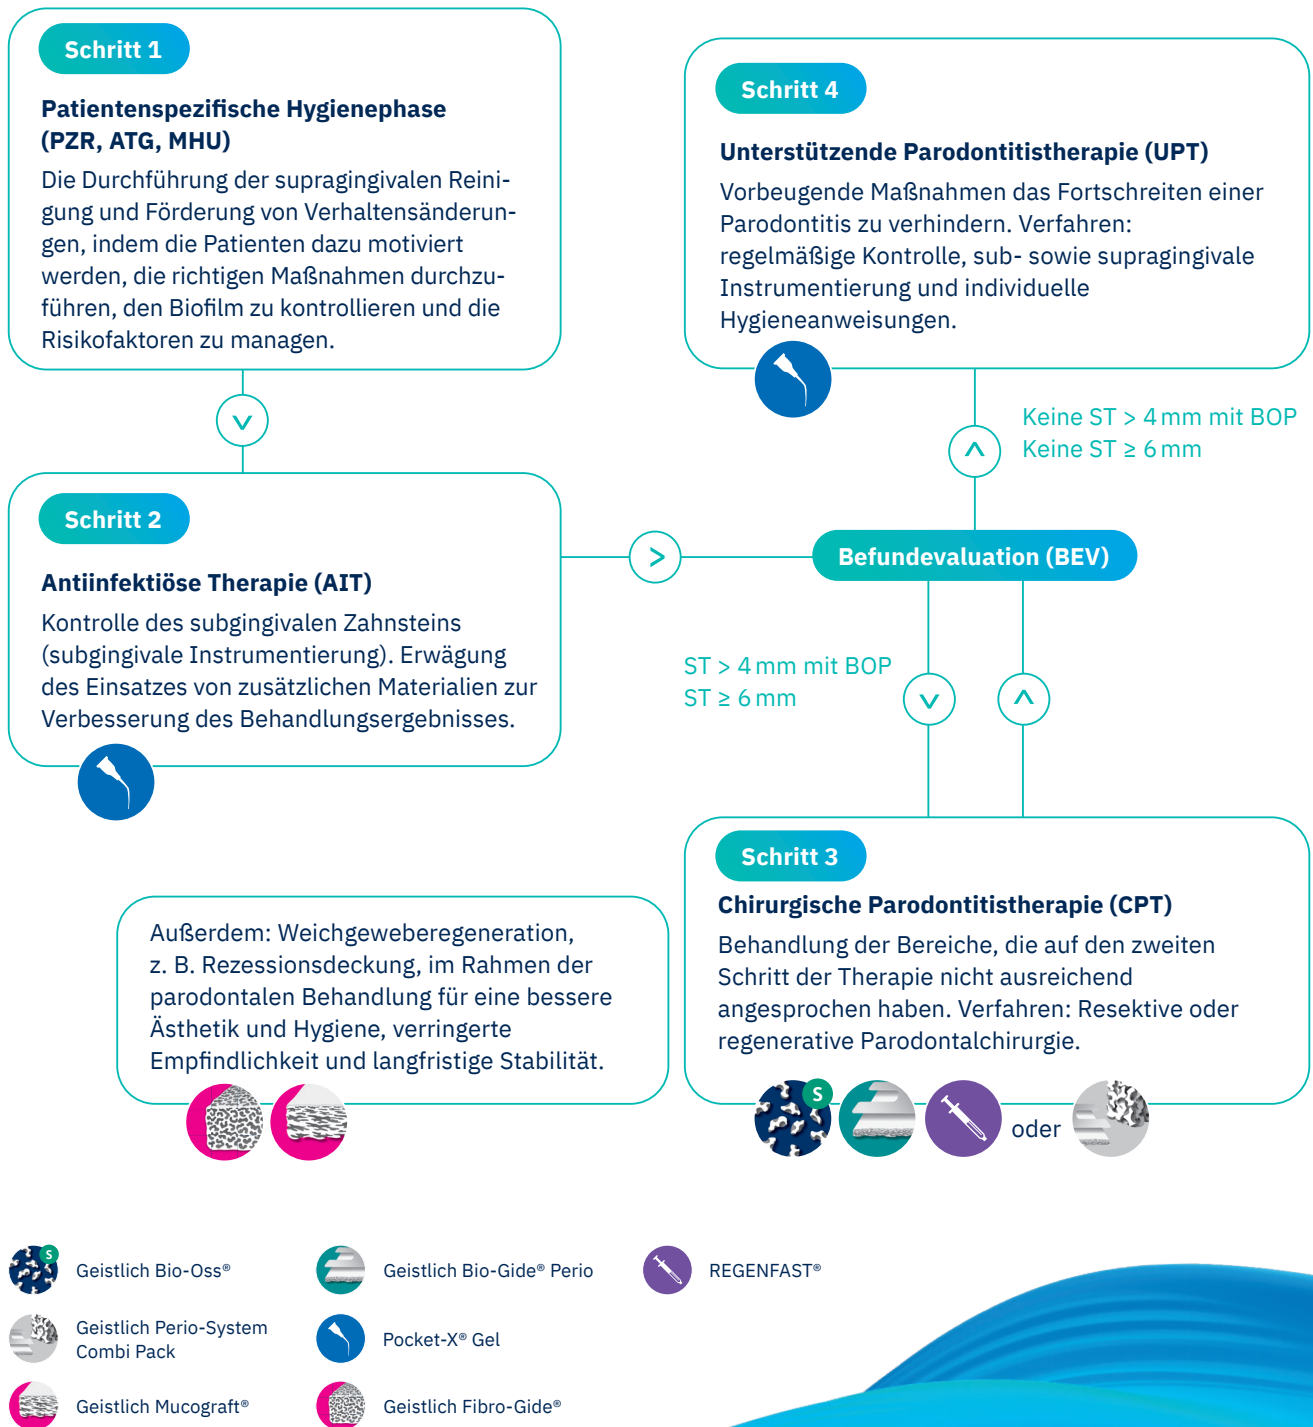 Schritt 1
Patientenspezifische Hygienephase
(PZR, ATG, MHU)
Die Durchführung der supragingivalen Reini-
gung und Förderung von Verhaltensänderun-
gen, indem die Patienten dazu motiviert
werden, die richtigen Maßnahmen durchzu-
führen, den Biofilm zu kontrollieren und die
Risikofaktoren zu managen.
Schritt 2
Antiinfektiöse Therapie (AIT)
Kontrolle des subgingivalen Zahnsteins
(subgingivale Instrumentierung). Erwägung
des Einsatzes von zusätzlichen Materialien zur
Verbesserung des Behandlungsergebnisses.
Befundevaluation (BEV)
ST > 4 mm mit BOP
ST ≥ 6 mm
Schritt 3
Chirurgische Parodontitistherapie (CPT)
Behandlung der Bereiche, die auf den zweiten
Schritt der Therapie nicht ausreichend
angesprochen haben. Verfahren: Resektive oder
regenerative Parodontalchirurgie.
S
oder
Keine ST > 4 mm mit BOP
Keine ST ≥ 6 mm
Schritt 4
Unterstützende Parodontitistherapie (UPT)
Vorbeugende Maßnahmen das Fortschreiten einer
Parodontitis zu verhindern. Verfahren:
regelmäßige Kontrolle, sub- sowie supragingivale
Instrumentierung und individuelle
Hygieneanweisungen.
Außerdem: Weichgeweberegeneration,
z. B. Rezessionsdeckung, im Rahmen der
parodontalen Behandlung für eine bessere
Ästhetik und Hygiene, verringerte
Empfindlichkeit und langfristige Stabilität.
S
Geistlich Bio-Oss®
Geistlich Bio-Gide® Perio
REGENFAST®
Geistlich Perio-System
Combi Pack
Pocket-X® Gel
Geistlich Mucograft®
Geistlich Fibro-Gide®